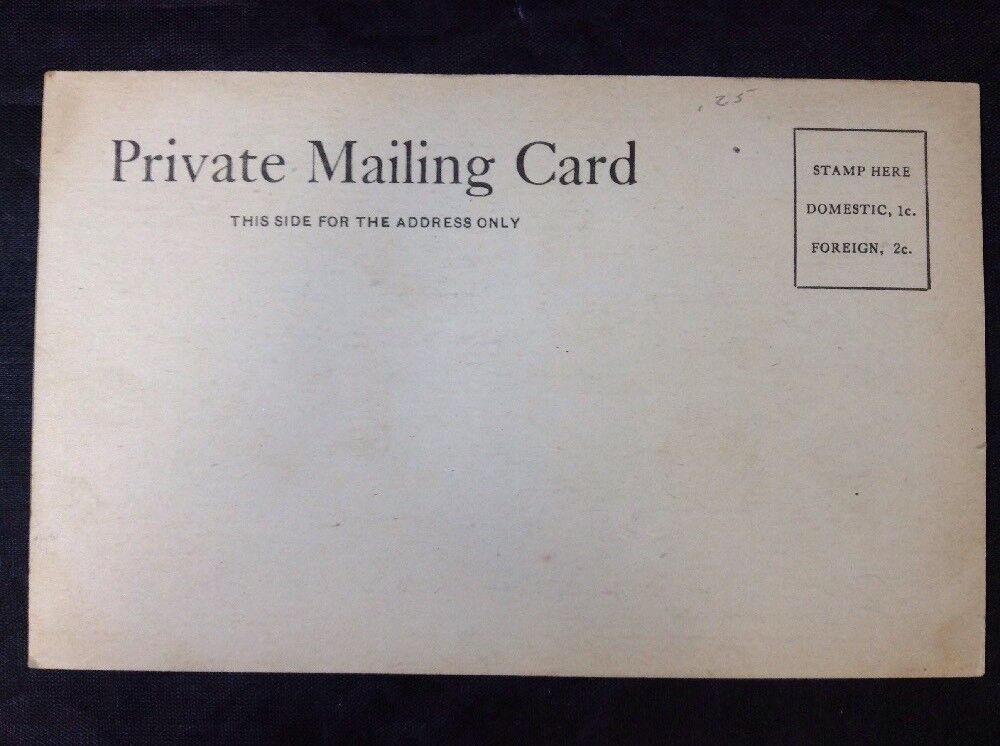 .25
Private Mailing Card
THIS SIDE FOR THE ADDRESS ONLY
STAMP HERE
DOMESTIC, 1c.
FOREIGN, 2c.